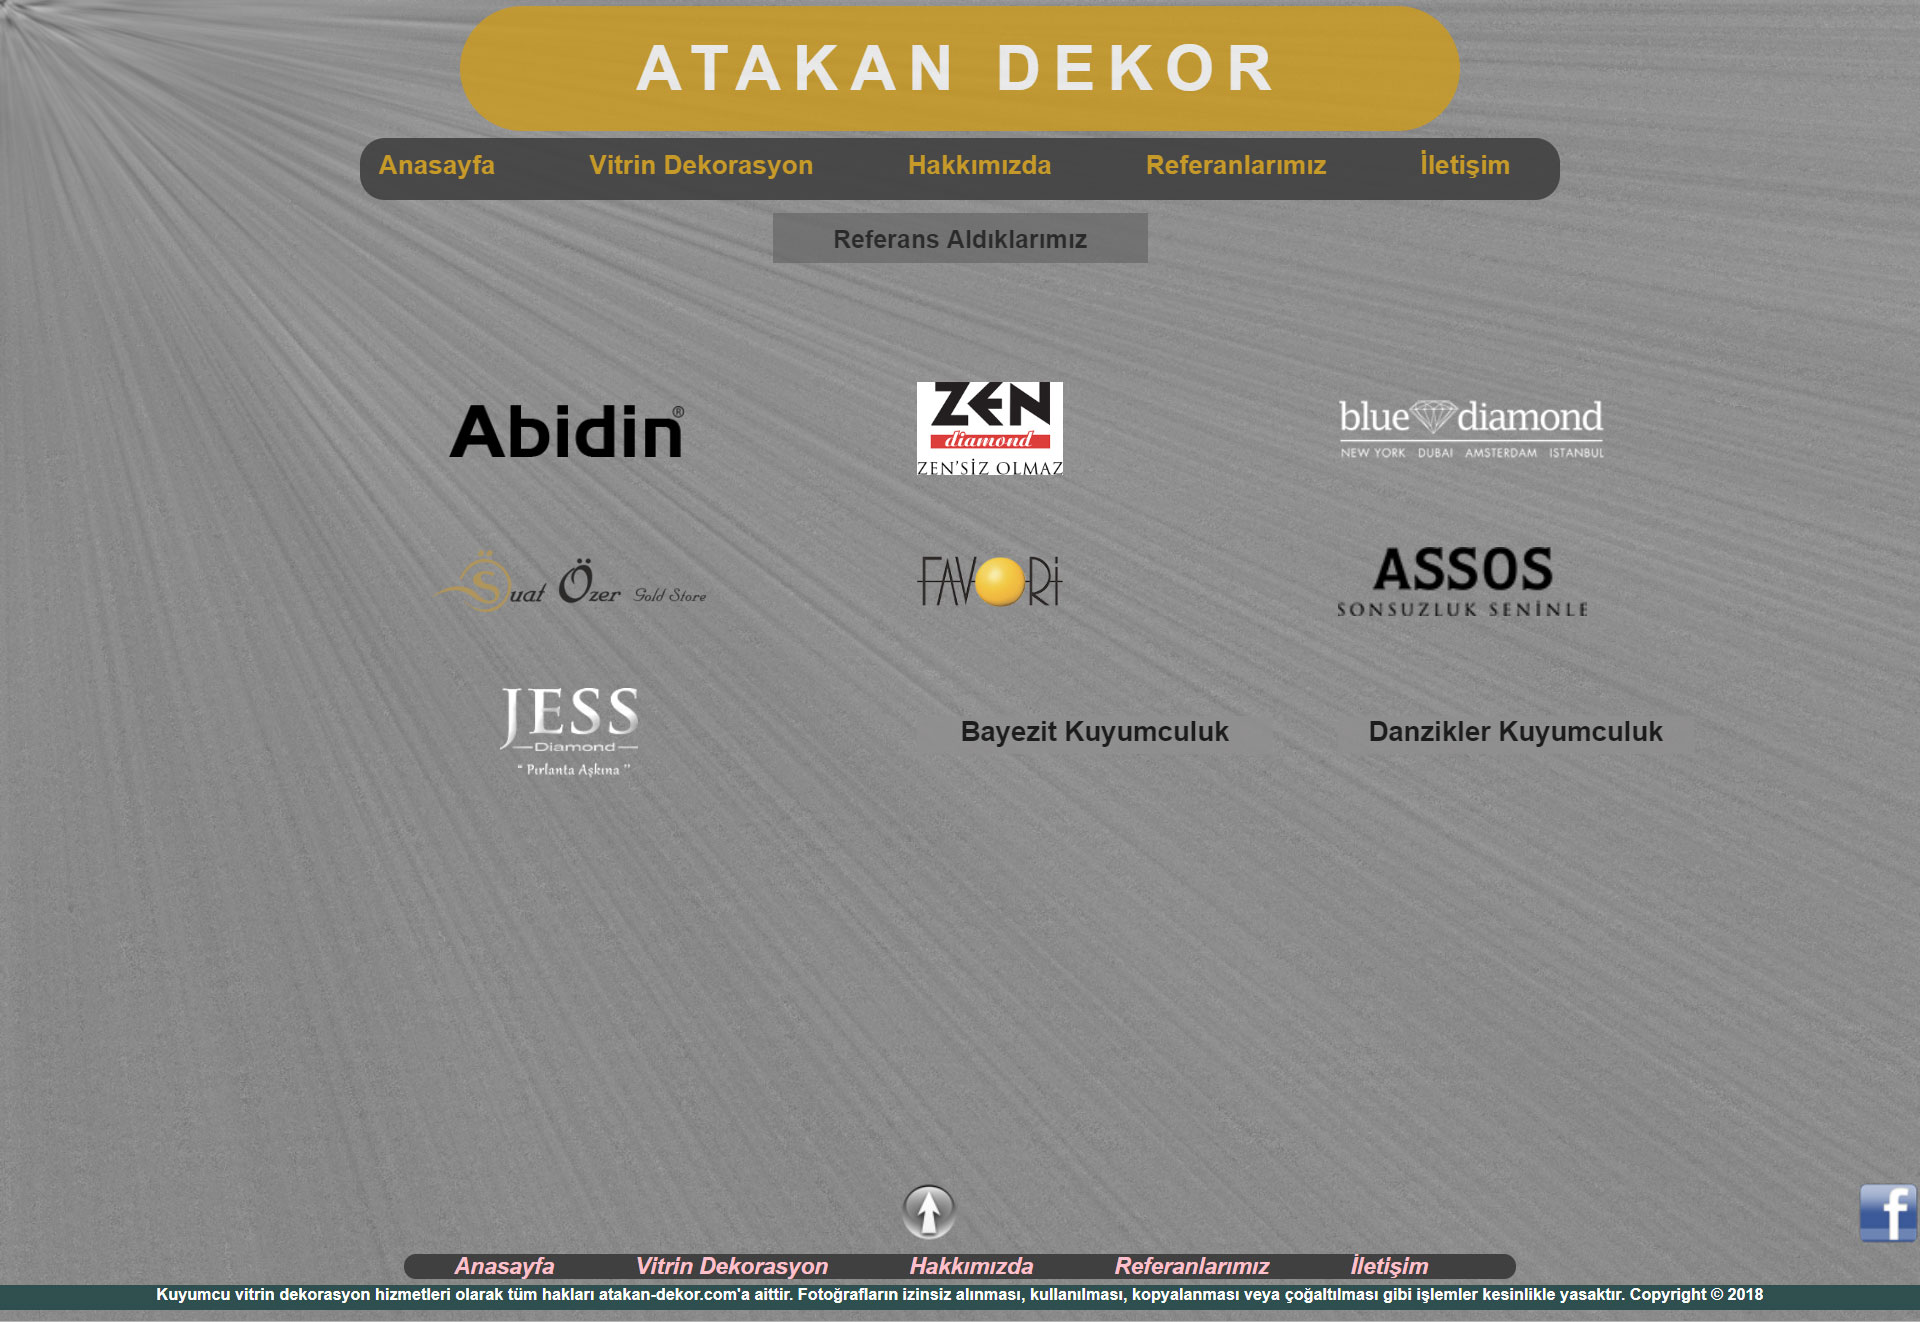 ATAKAN DEKOR
Anasayfa Vitrin Dekorasyon Hakkımızda Referanlarımız İletişim
Referans Aldıklarımız
Abidin®
ZEN
diamond
ZEN'SİZ OLMAZ
blue diamond
NEW YORK DUBAI AMSTERDAM ISTANBUL
Suat Özer Gold Store
FAVORİ
ASSOS
SONSUZLUK SENİNLE
JESS
Diamond
“ Pırlanta Aşkına ”
Bayezit Kuyumculuk
Danzikler Kuyumculuk
f
Anasayfa Vitrin Dekorasyon Hakkımızda Referanlarımız İletişim
Kuyumcu vitrin dekorasyon hizmetleri olarak tüm hakları atakan-dekor.com'a aittir. Fotoğrafların izinsiz alınması, kullanılması, kopyalanması veya çoğaltılması gibi işlemler kesinlikle yasaktır. Copyright © 2018